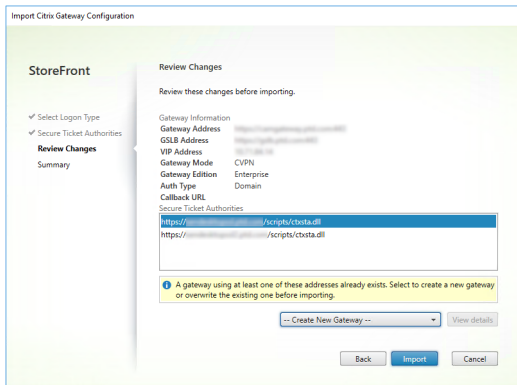 Import Citrix Gateway Configuration
StoreFront
Select Logon Type
Secure Ticket Authorities
Review Changes
Summary
Review Changes
Review these changes before importing.
Gateway Information
Gateway Address
GSLB Address
VIP Address
Gateway Mode CVPN
Gateway Edition Enterprise
Auth Type Domain
Callback URL
Secure Ticket Authorities
https:// /scripts/ctxsta.dll
https:// /scripts/ctxsta.dll
A gateway using at least one of these addresses already exists. Select to create a new gateway
or overwrite the existing one before importing.
-- Create New Gateway -- View details
Back Import Cancel